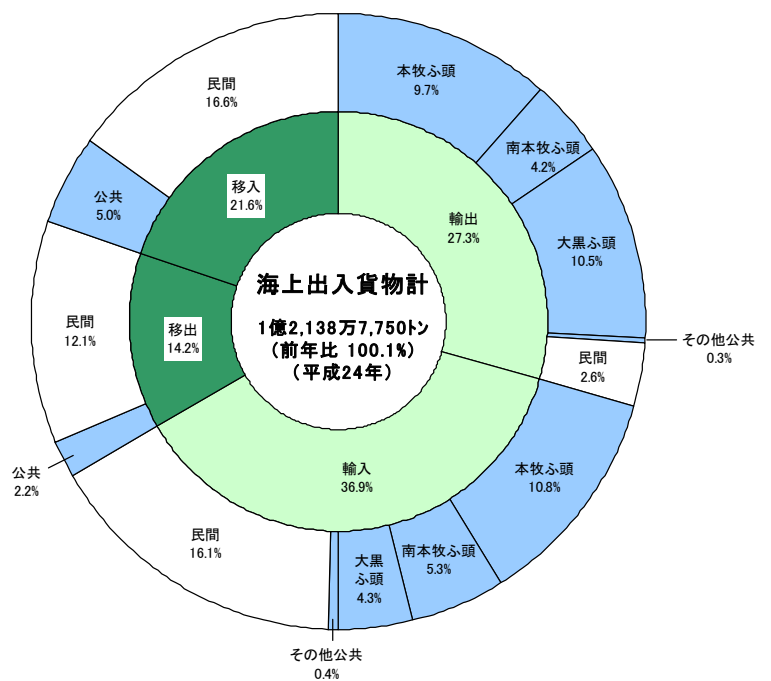 海上出入貨物計
1億2,138万7,750トン
（前年比 100.1%）
（平成24年）
輸出
27.3%
本牧ふ頭
9.7%
南本牧ふ頭
4.2%
大黒ふ頭
10.5%
その他公共
0.3%
民間
2.6%
輸入
36.9%
本牧ふ頭
10.8%
南本牧ふ頭
5.3%
大黒
ふ頭
4.3%
その他公共
0.4%
民間
16.1%
移出
14.2%
公共
2.2%
民間
12.1%
移入
21.6%
公共
5.0%
民間
16.6%